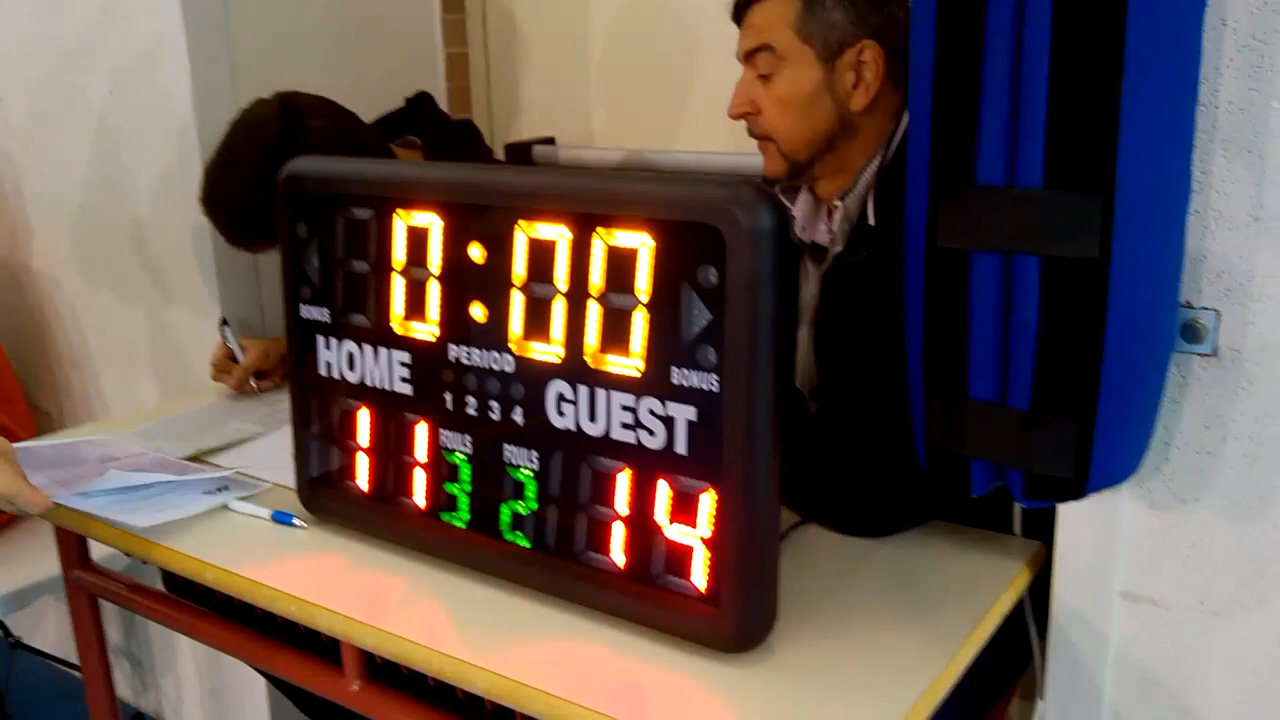 0:00
BONUS
BONUS
HOME
PERIOD
GUEST
1 2 3 4
FOULS
FOULS
11
3
2
14